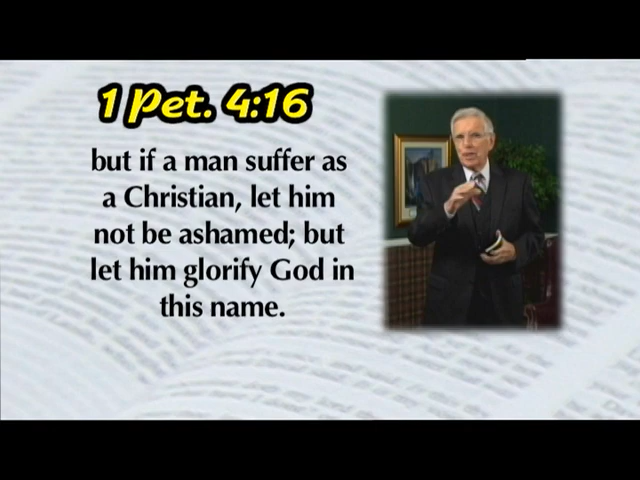 1 Pet. 4:16
but if a man suffer as
a Christian, let him
not be ashamed; but
let him glorify God in
this name.